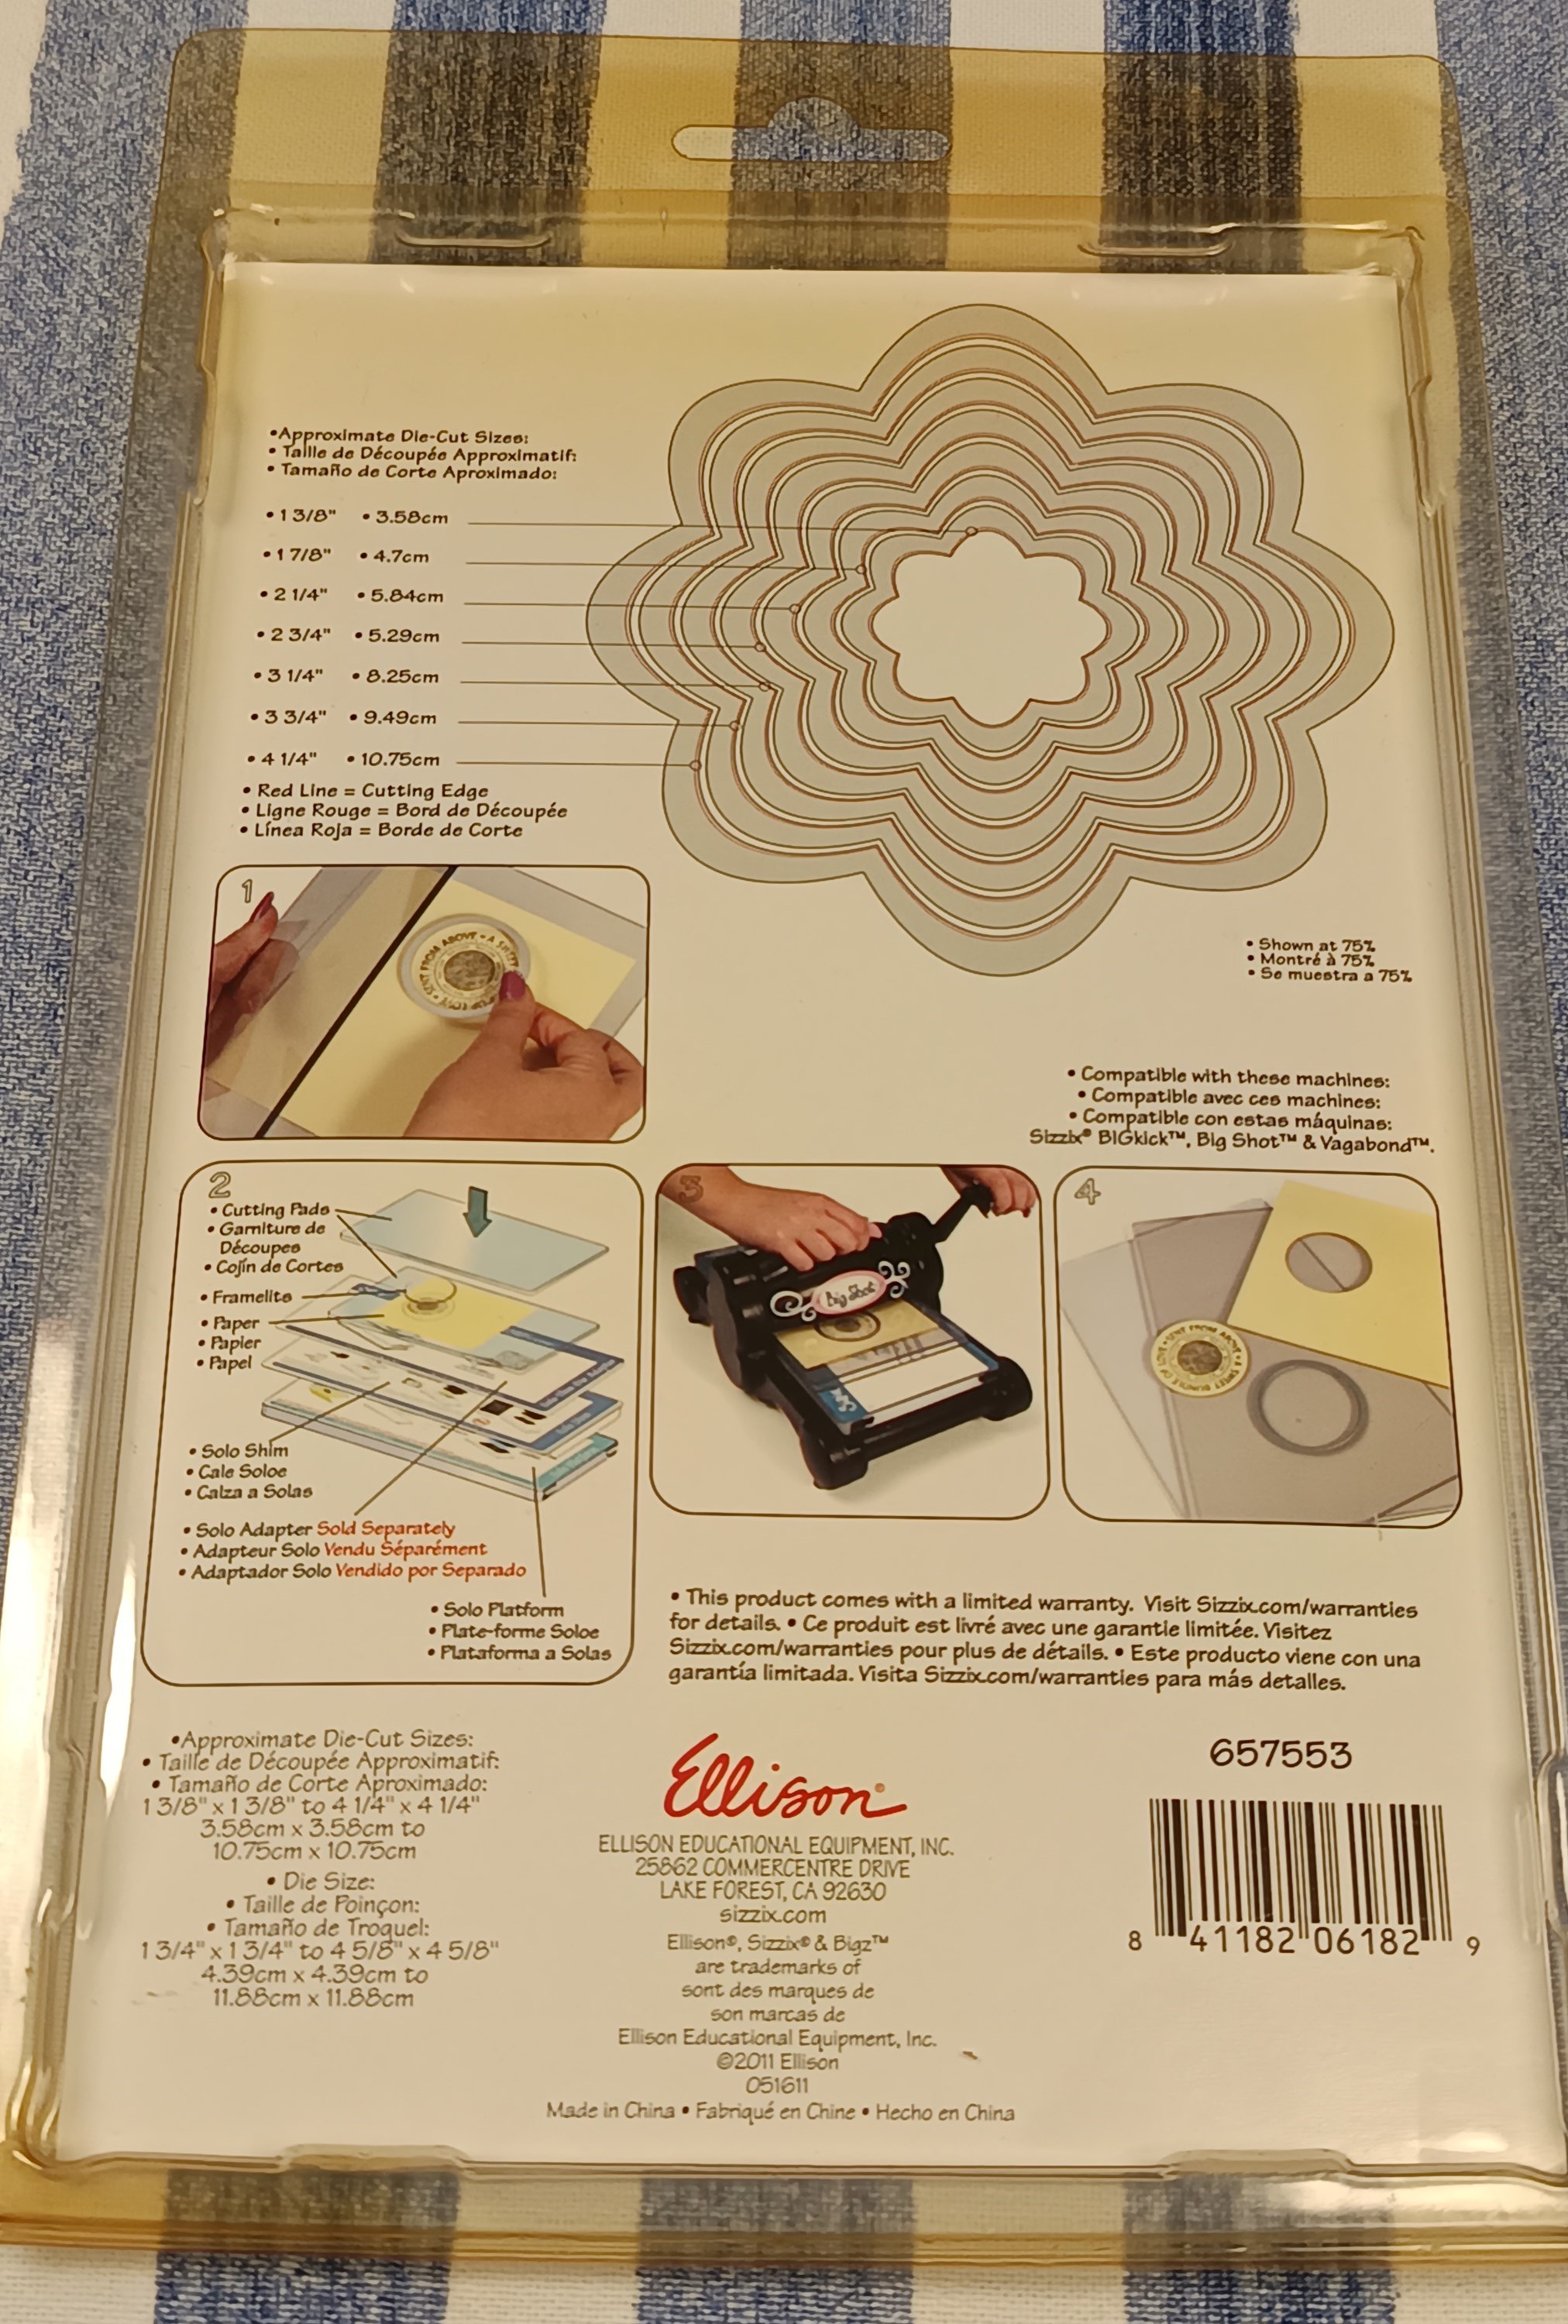 •Approximate Die-Cut Sizes:
• Taille de Découpée Approximatif:
• Tamaño de Corte Aproximado:
• 1 3/8" • 3.58cm
• 1 7/8" • 4.7cm
• 2 1/4" • 5.84cm
• 2 3/4" • 5.29cm
• 3 1/4" • 8.25cm
• 3 3/4" • 9.49cm
• 4 1/4" • 10.75cm
• Red Line = Cutting Edge
• Ligne Rouge = Bord de Découpée
• Línea Roja = Borde de Corte
• Shown at 75%
• Montré à 75%
• Se muestra a 75%
1
SENT FROM ABOVE • A SWEET
• Compatible with these machines:
• Compatible avec ces machines:
• Compatible con estas máquinas:
Sizzix® BIGkick™, Big Shot™ & Vagabond™.
2
• Cutting Pads
• Garniture de
Découpes
• Cojín de Cortes
• Framelits
• Paper
• Papier
• Papel
• Solo Shim
• Cale Soloe
• Calza a Solas
• Solo Adapter Sold Separately
• Adapteur Solo Vendu Séparément
• Adaptador Solo Vendido por Separado
• Solo Platform
• Plate-forme Soloe
• Plataforma a Solas
3
Big Shot
4
SENT FROM ABOVE • A SWEET BUNDLE OF LOVE •
• This product comes with a limited warranty. Visit Sizzix.com/warranties
for details. • Ce produit est livré avec une garantie limitée. Visitez
Sizzix.com/warranties pour plus de détails. • Este producto viene con una
garantía limitada. Visita Sizzix.com/warranties para más detalles.
•Approximate Die-Cut Sizes:
• Taille de Découpée Approximatif:
• Tamaño de Corte Aproximado:
1 3/8" x 1 3/8" to 4 1/4" x 4 1/4"
3.58cm x 3.58cm to
10.75cm x 10.75cm
• Die Size:
• Taille de Poinçon:
• Tamaño de Troquel:
1 3/4" x 1 3/4" to 4 5/8" x 4 5/8"
4.39cm x 4.39cm to
11.88cm x 11.88cm
Ellison®
ELLISON EDUCATIONAL EQUIPMENT, INC.
25862 COMMERCENTRE DRIVE
LAKE FOREST, CA 92630
sizzix.com
Ellison®, Sizzix® & Bigz™
are trademarks of
sont des marques de
son marcas de
Ellison Educational Equipment, Inc.
©2011 Ellison
051611
Made in China • Fabriqué en Chine • Hecho en China
657553
8 41182 06182 9